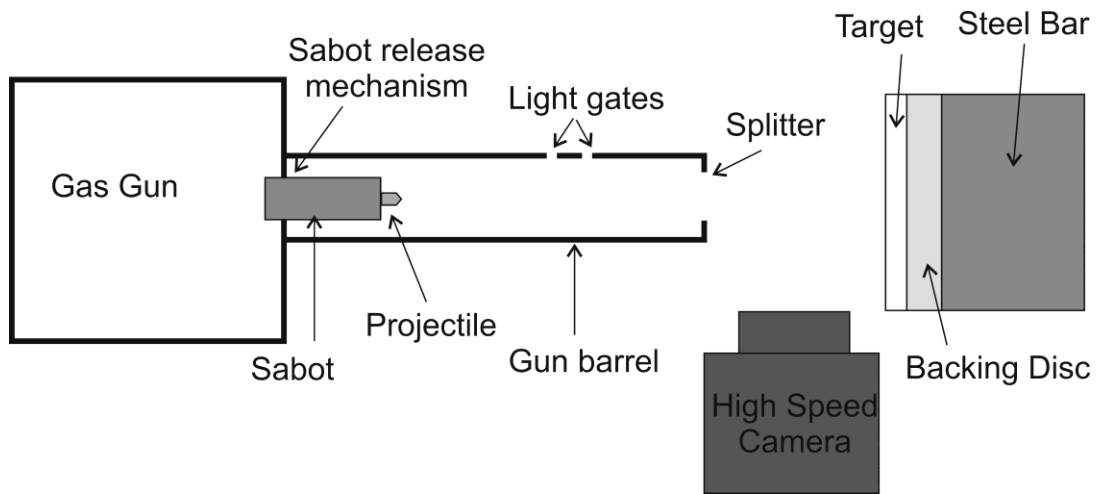 Target
Steel Bar
Sabot release
mechanism
Light gates
Splitter
Gas Gun
Projectile
Sabot
Gun barrel
Backing Disc
High Speed
Camera